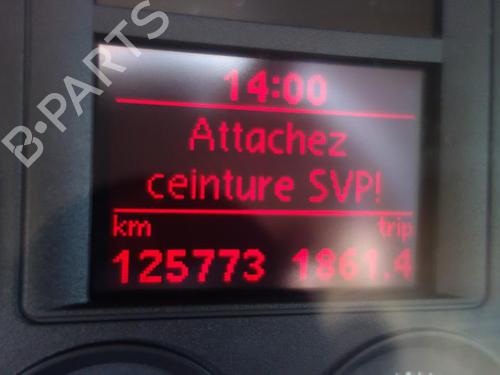 14:00
Attachez
ceinture SVP!
km trip
125773 1861.4
B-PARTS